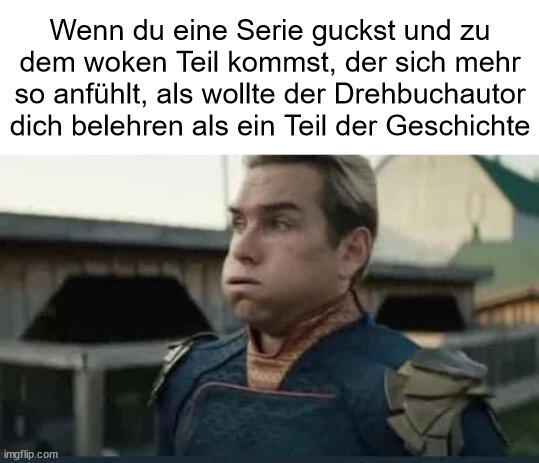 Wenn du eine Serie guckst und zu
dem woken Teil kommst, der sich mehr
so anfühlt, als wollte der Drehbuchautor
dich belehren als ein Teil der Geschichte
imgflip.com